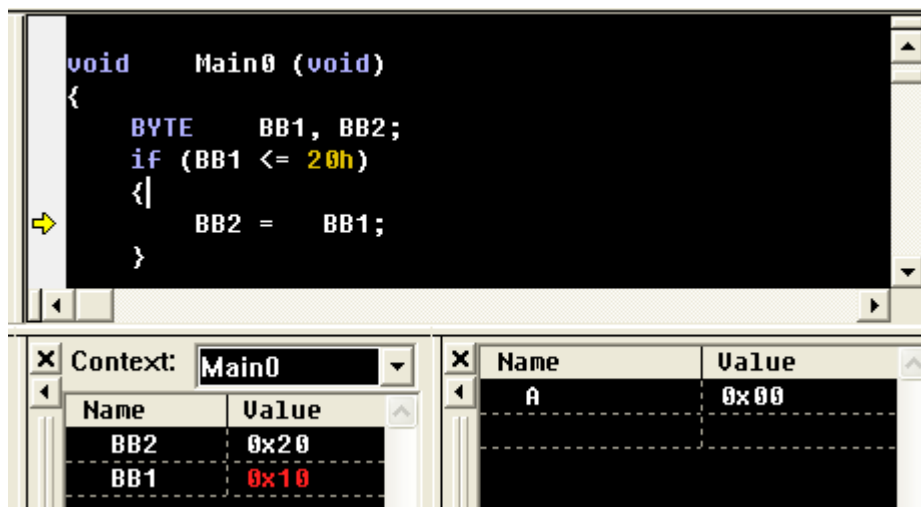 void Main0 (void)
{
BYTE BB1, BB2;
if (BB1 <= 20h)
{
BB2 = BB1;
}
Context: Main0
Name Value
BB2 0x20
BB1 0x10
Name Value
A 0x00